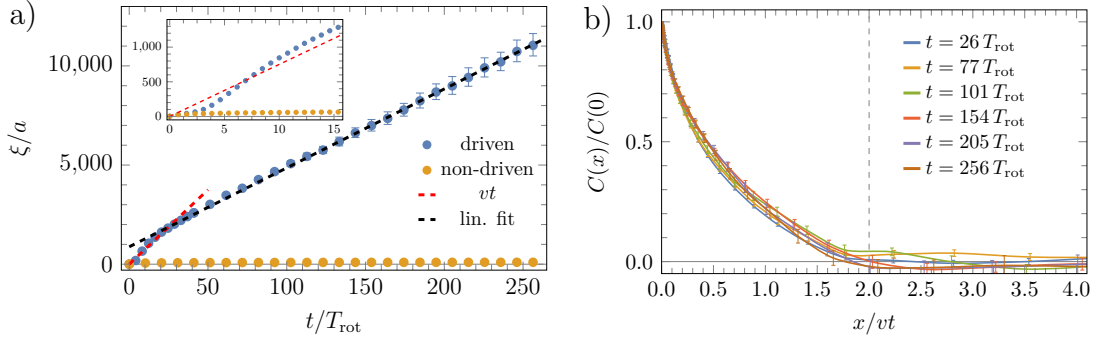 a)
ξ/a
10,000
5,000
0
0
50
100
150
200
250
t/T_rot
1,000
500
0
0
5
10
15
driven
non-driven
vt
lin. fit
b)
C(x)/C(0)
1.0
0.5
0.0
0.0
0.5
1.0
1.5
2.0
2.5
3.0
3.5
4.0
x/vt
t = 26 T_rot
t = 77 T_rot
t = 101 T_rot
t = 154 T_rot
t = 205 T_rot
t = 256 T_rot